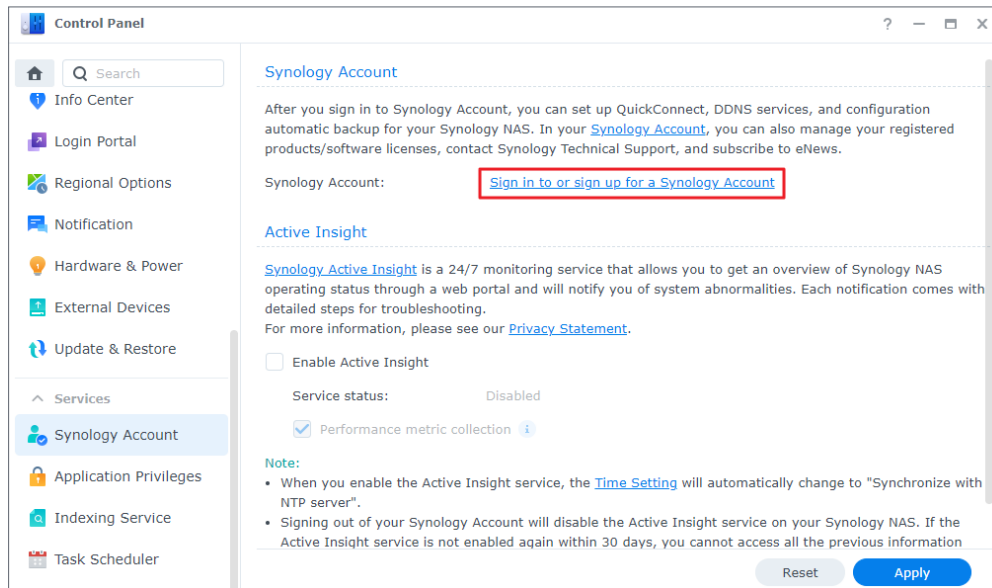 Control Panel
?
Search
Info Center
Login Portal
Regional Options
Notification
Hardware & Power
External Devices
Update & Restore
Services
Synology Account
Application Privileges
Indexing Service
Task Scheduler
Synology Account
After you sign in to Synology Account, you can set up QuickConnect, DDNS services, and configuration
automatic backup for your Synology NAS. In your Synology Account, you can also manage your registered
products/software licenses, contact Synology Technical Support, and subscribe to eNews.
Synology Account: Sign in to or sign up for a Synology Account
Active Insight
Synology Active Insight is a 24/7 monitoring service that allows you to get an overview of Synology NAS
operating status through a web portal and will notify you of system abnormalities. Each notification comes with
detailed steps for troubleshooting.
For more information, please see our Privacy Statement.
Enable Active Insight
Service status: Disabled
Performance metric collection i
Note:
• When you enable the Active Insight service, the Time Setting will automatically change to "Synchronize with
NTP server".
• Signing out of your Synology Account will disable the Active Insight service on your Synology NAS. If the
Active Insight service is not enabled again within 30 days, you cannot access all the previous information
Reset Apply